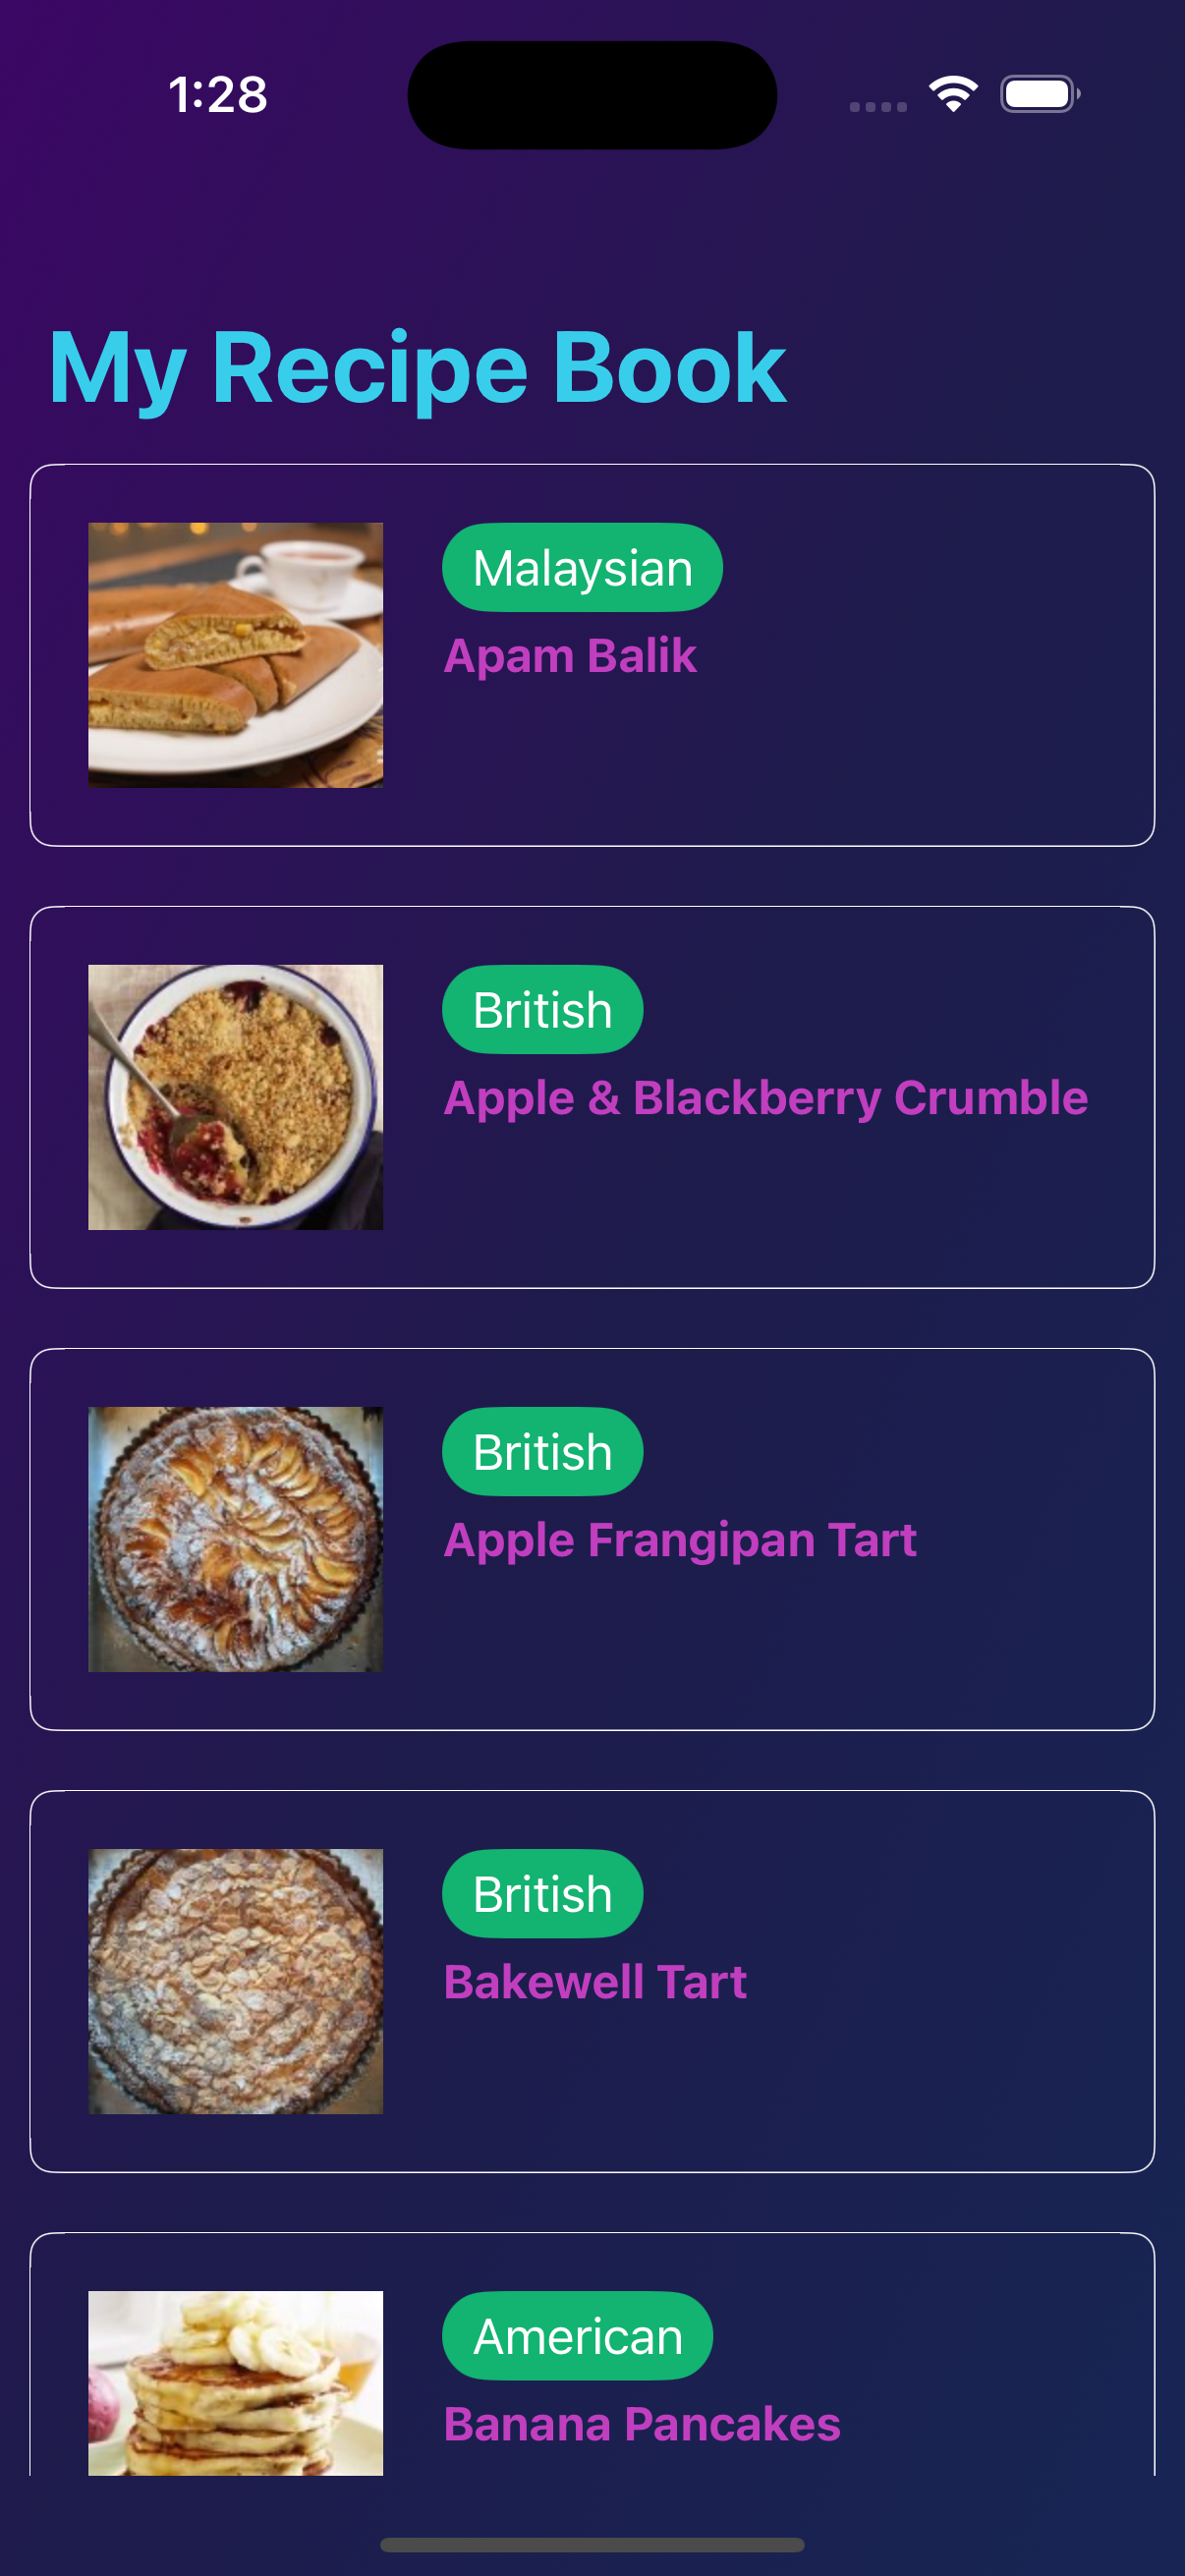 1:28
My Recipe Book
Malaysian
Apam Balik
British
Apple & Blackberry Crumble
British
Apple Frangipan Tart
British
Bakewell Tart
American
Banana Pancakes